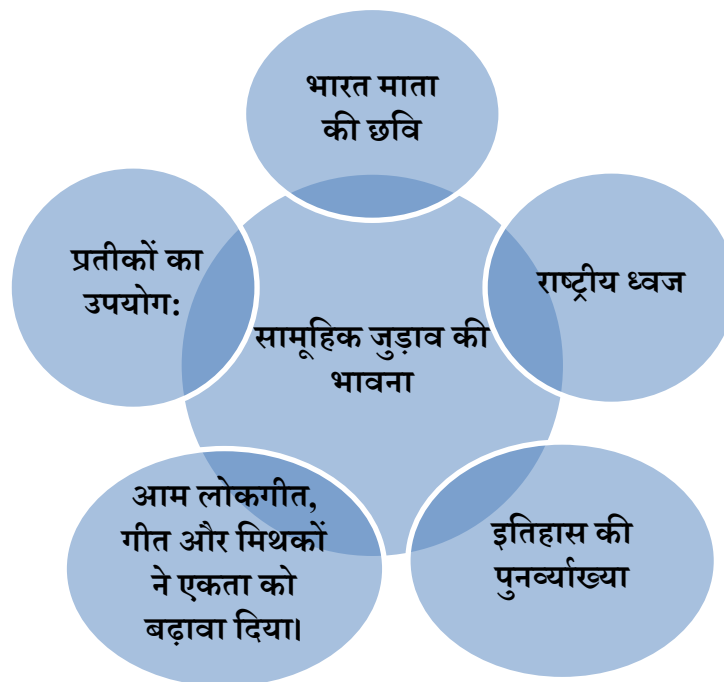 भारत माता
की छवि
प्रतीकों का
उपयोग:
राष्ट्रीय ध्वज
सामूहिक जुड़ाव की
भावना
आम लोकगीत,
गीत और मिथकों
ने एकता को
बढ़ावा दिया।
इतिहास की
पुनर्व्याख्या